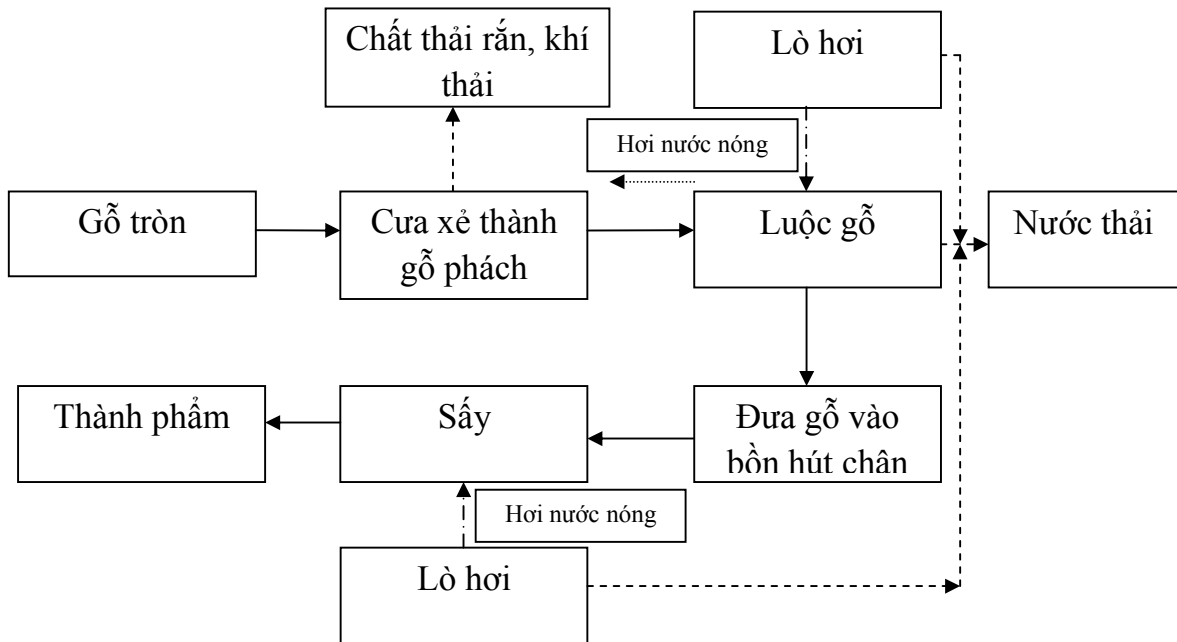 Chất thải rắn, khí
thải
Lò hơi
Hơi nước nóng
Gỗ tròn
Cưa xẻ thành
gỗ phách
Luộc gỗ
Nước thải
Thành phẩm
Sấy
Đưa gỗ vào
bồn hút chân
Hơi nước nóng
Lò hơi